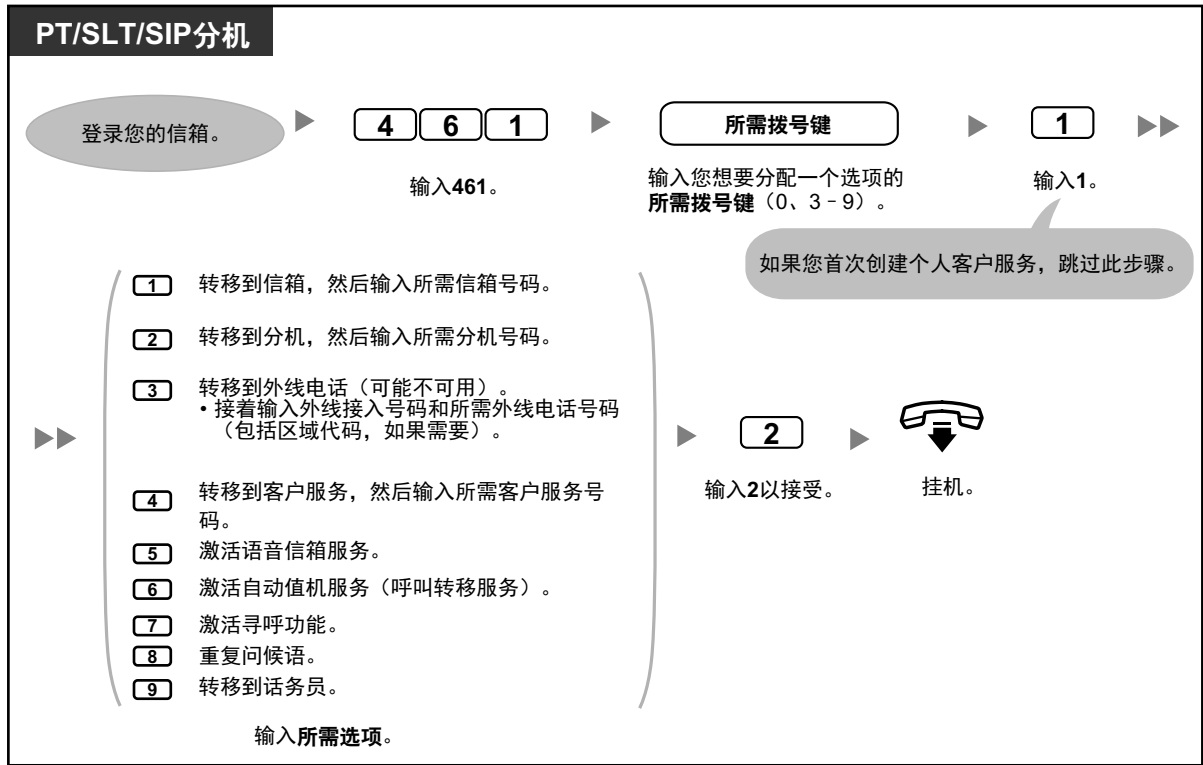 PT/SLT/SIP分机
登录您的信箱。
4 6 1
输入461。
所需拨号键
输入您想要分配一个选项的
所需拨号键（0、3－9）。
1
输入1。
如果您首次创建个人客户服务，跳过此步骤。
1 转移到信箱，然后输入所需信箱号码。
2 转移到分机，然后输入所需分机号码。
3 转移到外线电话（可能不可用）。
• 接着输入外线接入号码和所需外线电话号码
（包括区域代码，如果需要）。
4 转移到客户服务，然后输入所需客户服务号
码。
5 激活语音信箱服务。
6 激活自动值机服务（呼叫转移服务）。
7 激活寻呼功能。
8 重复问候语。
9 转移到话务员。
输入所需选项。
2
输入2以接受。
挂机。